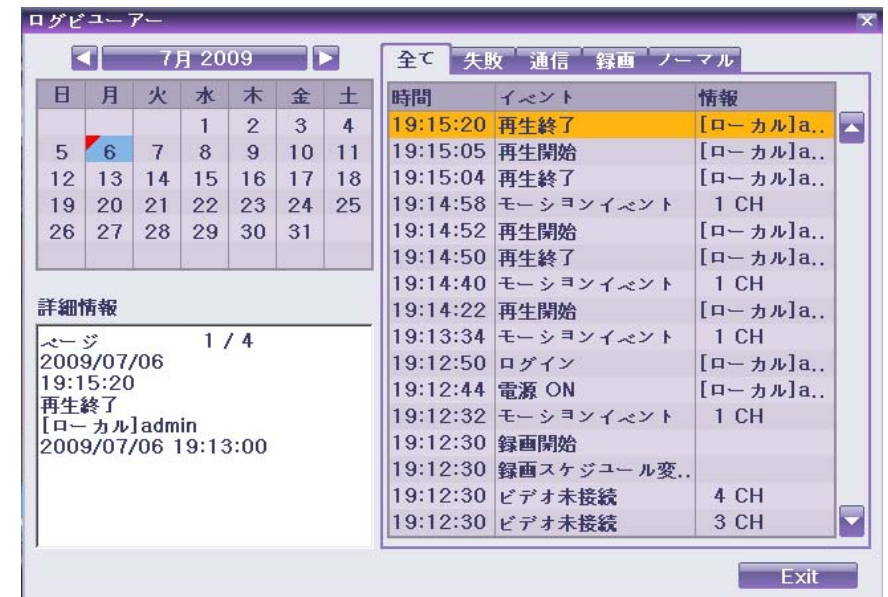 ログビューアー
7月 2009
日 月 火 水 木 金 土
1 2 3 4
5 6 7 8 9 10 11
12 13 14 15 16 17 18
19 20 21 22 23 24 25
26 27 28 29 30 31
詳細情報
ページ 1 / 4
2009/07/06
19:15:20
再生終了
[ローカル]admin
2009/07/06 19:13:00
全て 失敗 通信 録画 ノーマル
時間 イベント 情報
19:15:20 再生終了 [ローカル]a..
19:15:05 再生開始 [ローカル]a..
19:15:04 再生終了 [ローカル]a..
19:14:58 モーションイベント 1 CH
19:14:52 再生開始 [ローカル]a..
19:14:50 再生終了 [ローカル]a..
19:14:40 モーションイベント 1 CH
19:14:22 再生開始 [ローカル]a..
19:13:34 モーションイベント 1 CH
19:12:50 ログイン [ローカル]a..
19:12:44 電源 ON [ローカル]a..
19:12:32 モーションイベント 1 CH
19:12:30 録画開始
19:12:30 録画スケジュール変..
19:12:30 ビデオ未接続 4 CH
19:12:30 ビデオ未接続 3 CH
Exit